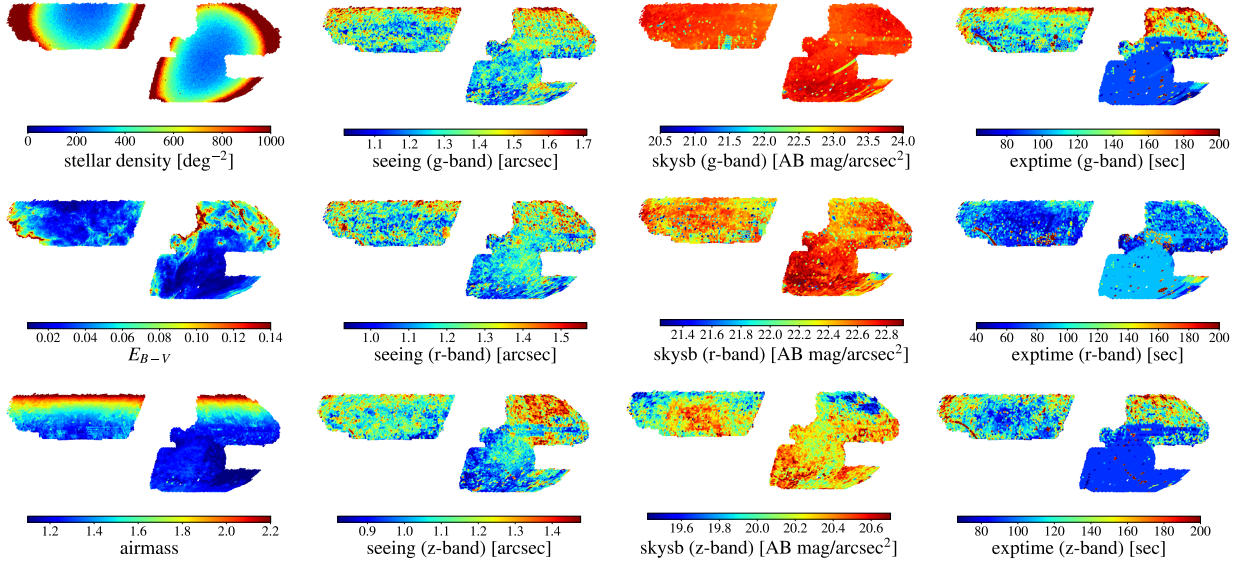 0 200 400 600 800 1000
stellar density [deg⁻²]
1.1 1.2 1.3 1.4 1.5 1.6 1.7
seeing (g-band) [arcsec]
20.5 21.0 21.5 22.0 22.5 23.0 23.5 24.0
skysb (g-band) [AB mag/arcsec²]
80 100 120 140 160 180 200
exptime (g-band) [sec]
0.02 0.04 0.06 0.08 0.10 0.12 0.14
E_{B−V}
1.0 1.1 1.2 1.3 1.4 1.5
seeing (r-band) [arcsec]
21.4 21.6 21.8 22.0 22.2 22.4 22.6 22.8
skysb (r-band) [AB mag/arcsec²]
40 60 80 100 120 140 160 180 200
exptime (r-band) [sec]
1.2 1.4 1.6 1.8 2.0 2.2
airmass
0.9 1.0 1.1 1.2 1.3 1.4
seeing (z-band) [arcsec]
19.6 19.8 20.0 20.2 20.4 20.6
skysb (z-band) [AB mag/arcsec²]
80 100 120 140 160 180 200
exptime (z-band) [sec]